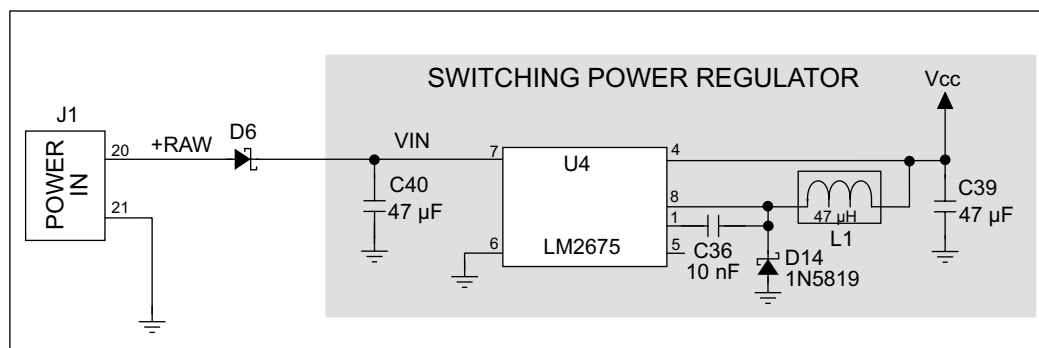 SWITCHING POWER REGULATOR
Vcc
J1
POWER
IN
20
21
+RAW
D6
VIN
C40
47 µF
7
6
U4
LM2675
4
8
1
5
C36
10 nF
47 µH
L1
D14
1N5819
C39
47 µF